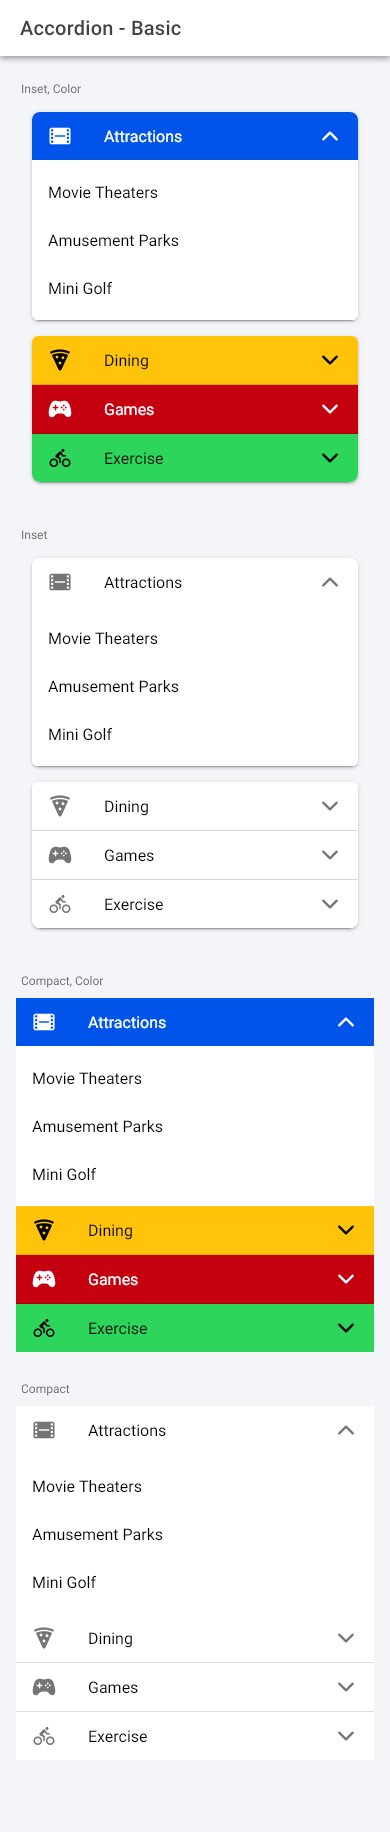 Accordion - Basic
Inset, Color
Attractions
Movie Theaters
Amusement Parks
Mini Golf
Dining
Games
Exercise
Inset
Attractions
Movie Theaters
Amusement Parks
Mini Golf
Dining
Games
Exercise
Compact, Color
Attractions
Movie Theaters
Amusement Parks
Mini Golf
Dining
Games
Exercise
Compact
Attractions
Movie Theaters
Amusement Parks
Mini Golf
Dining
Games
Exercise